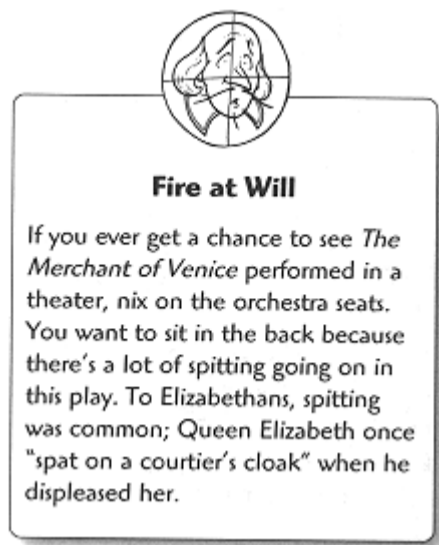 Fire at Will
If you ever get a chance to see The
Merchant of Venice performed in a
theater, nix on the orchestra seats.
You want to sit in the back because
there's a lot of spitting going on in
this play. To Elizabethans, spitting
was common; Queen Elizabeth once
"spat on a courtier's cloak" when he
displeased her.